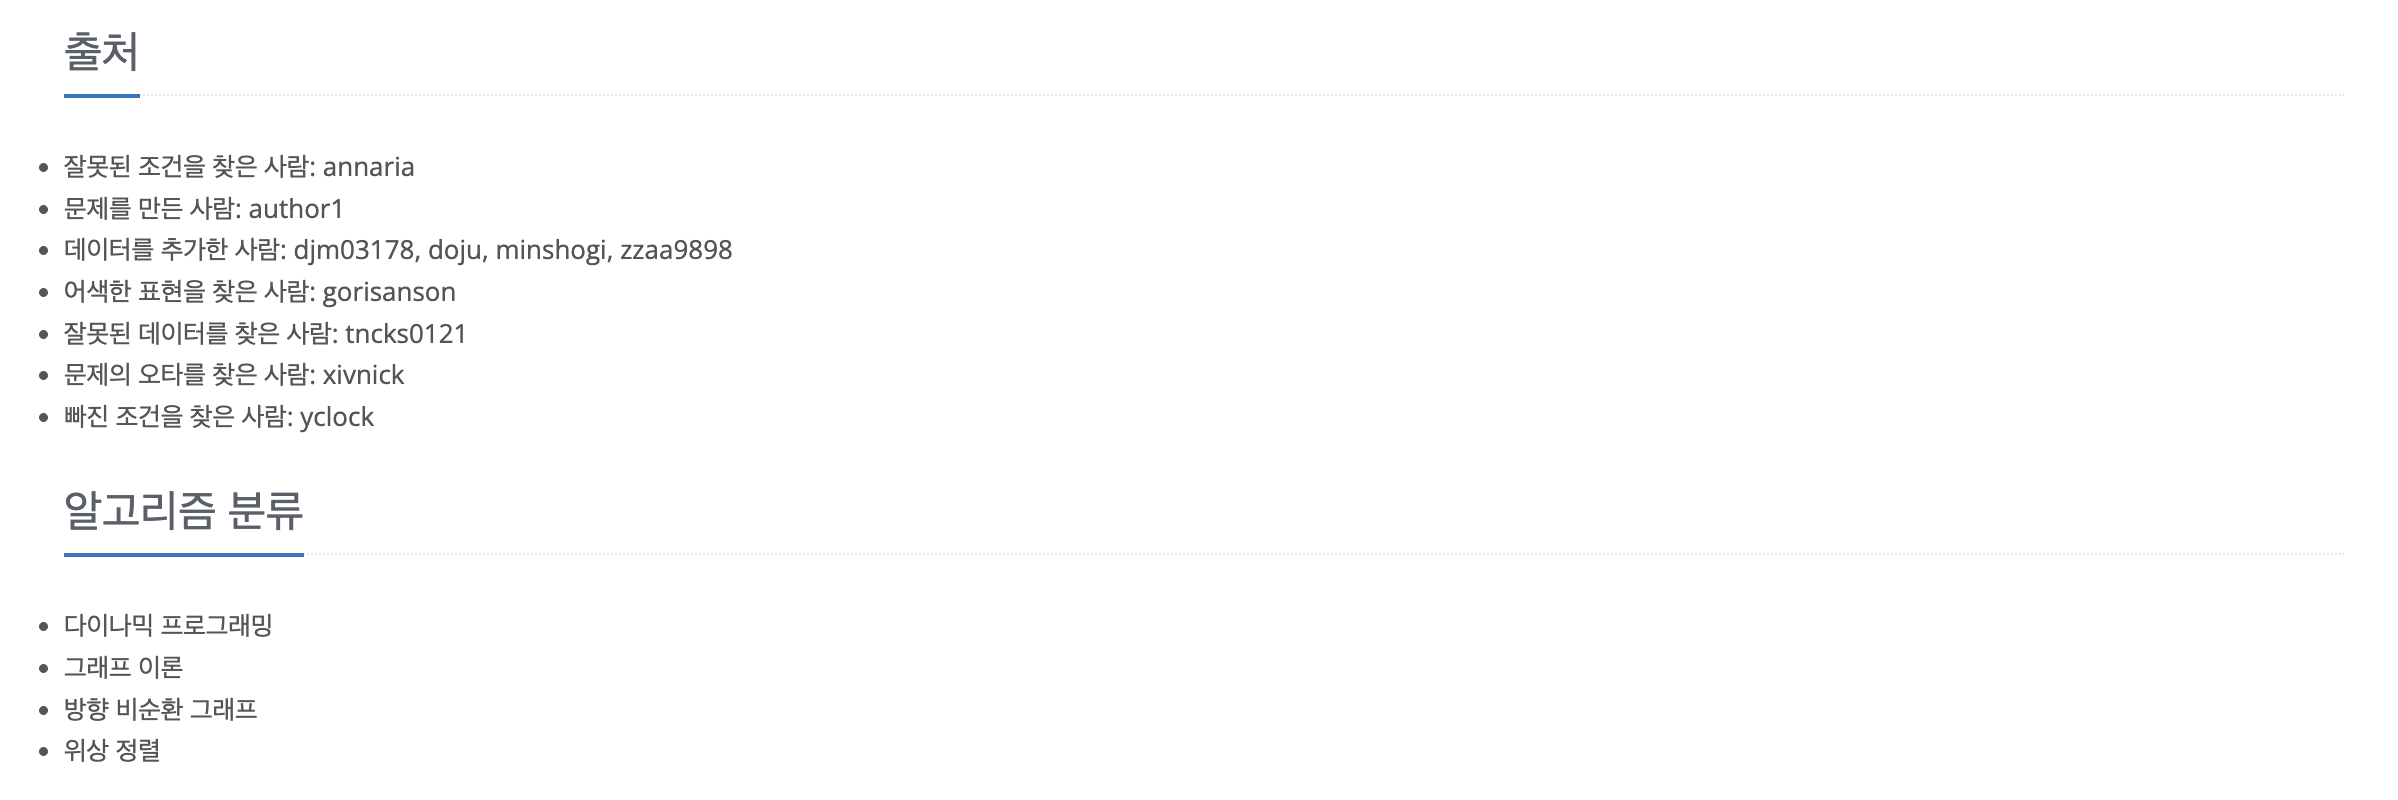 출처
잘못된 조건을 찾은 사람: annaria
문제를 만든 사람: author1
데이터를 추가한 사람: djm03178, doju, minshogi, zzaa9898
어색한 표현을 찾은 사람: gorisanson
잘못된 데이터를 찾은 사람: tncks0121
문제의 오타를 찾은 사람: xivnick
빠진 조건을 찾은 사람: yclock
알고리즘 분류
다이나믹 프로그래밍
그래프 이론
방향 비순환 그래프
위상 정렬